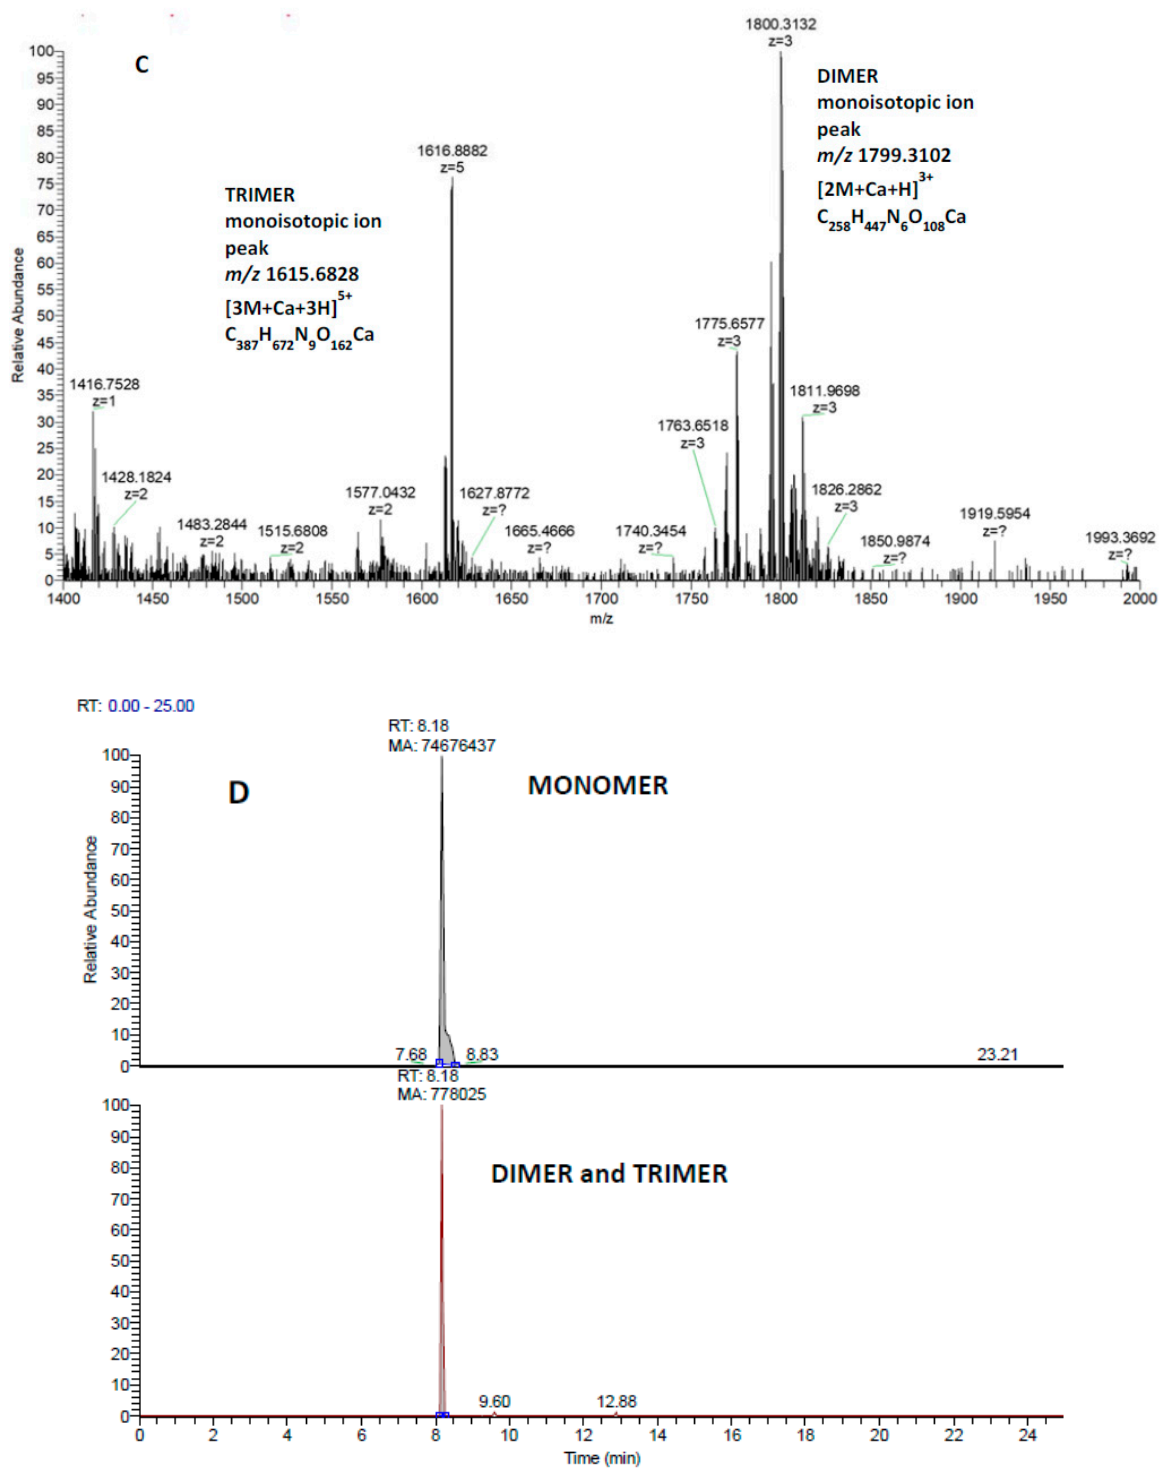 1800.3132
z=3
C
DIMER
monoisotopic ion
peak
m/z 1799.3102
[2M+Ca+H]3+
C258H447N6O108Ca
1616.8882
z=5
TRIMER
monoisotopic ion
peak
m/z 1615.6828
[3M+Ca+3H]5+
C387H672N9O162Ca
1775.6577
z=3
1416.7528
z=1
1811.9698
z=3
1763.6518
z=3
1428.1824
z=2
1577.0432
z=2
1627.8772
z=?
1826.2862
z=3
1483.2844
z=2
1515.6808
z=2
1665.4666
z=?
1740.3454
z=?
1850.9874
z=?
1919.5954
z=?
1993.3692
z=?
100
95
90
85
80
75
70
65
60
55
50
45
40
35
30
25
20
15
10
5
0
Relative Abundance
1400 1450 1500 1550 1600 1650 1700 1750 1800 1850 1900 1950 2000
m/z
RT: 0.00 - 25.00
RT: 8.18
MA: 74676437
D
MONOMER
100
90
80
70
60
50
40
30
20
10
0
Relative Abundance
7.68 8.83 23.21
RT: 8.18
MA: 778025
DIMER and TRIMER
100
90
80
70
60
50
40
30
20
10
0
9.60 12.88
0 2 4 6 8 10 12 14 16 18 20 22 24
Time (min)